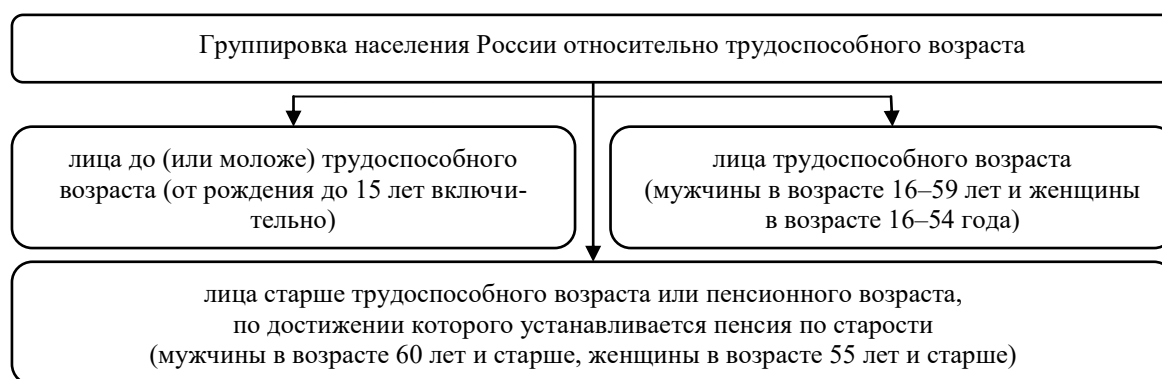 Группировка населения России относительно трудоспособного возраста
лица до (или моложе) трудоспособного
возраста (от рождения до 15 лет включи-
тельно)
лица трудоспособного возраста
(мужчины в возрасте 16–59 лет и женщины
в возрасте 16–54 года)
лица старше трудоспособного возраста или пенсионного возраста,
по достижении которого устанавливается пенсия по старости
(мужчины в возрасте 60 лет и старше, женщины в возрасте 55 лет и старше)